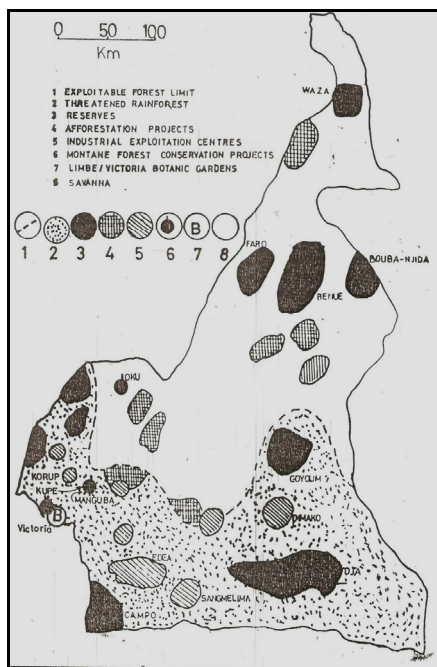 0 50 100
Km
1 EXPLOITABLE FOREST LIMIT
2 THREATENED RAINFOREST
3 RESERVES
4 AFFORESTATION PROJECTS
5 INDUSTRIAL EXPLOITATION CENTRES
6 MONTANE FOREST CONSERVATION PROJECTS
7 LIMBE/VICTORIA BOTANIC GARDENS
8 SAVANNA
B
1 2 3 4 5 6 7 8
WAZA
FARO
BOUBA-NJIDA
BENUE
OKU
GOYOUM
KORUP
KUPE
MANGUBA
Victoria
B
DIMAKO
EDEA
DJA
SANGMELIMA
CAMPO